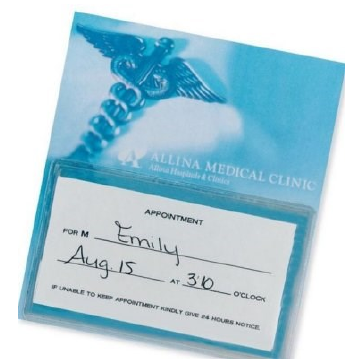 ALLINA MEDICAL CLINIC
Allina Hospitals & Clinics
APPOINTMENT
FOR M Emily
Aug 15 AT 3:10 O'CLOCK
IF UNABLE TO KEEP APPOINTMENT KINDLY GIVE 24 HOURS NOTICE.